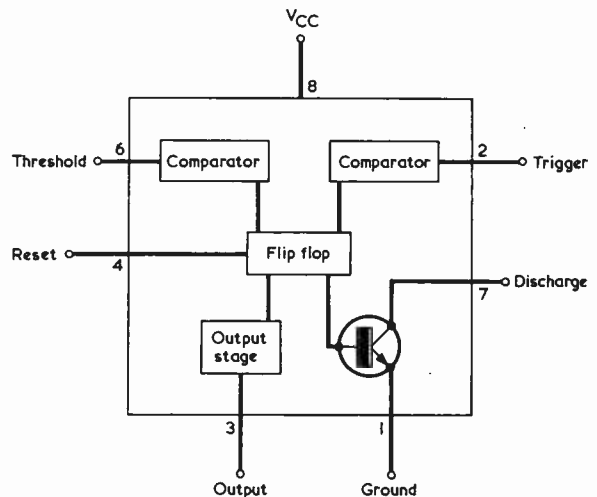 VCC
8
6
Threshold
Comparator
Comparator
2
Trigger
Reset
4
Flip flop
7
Discharge
Output
stage
3
1
Output
Ground